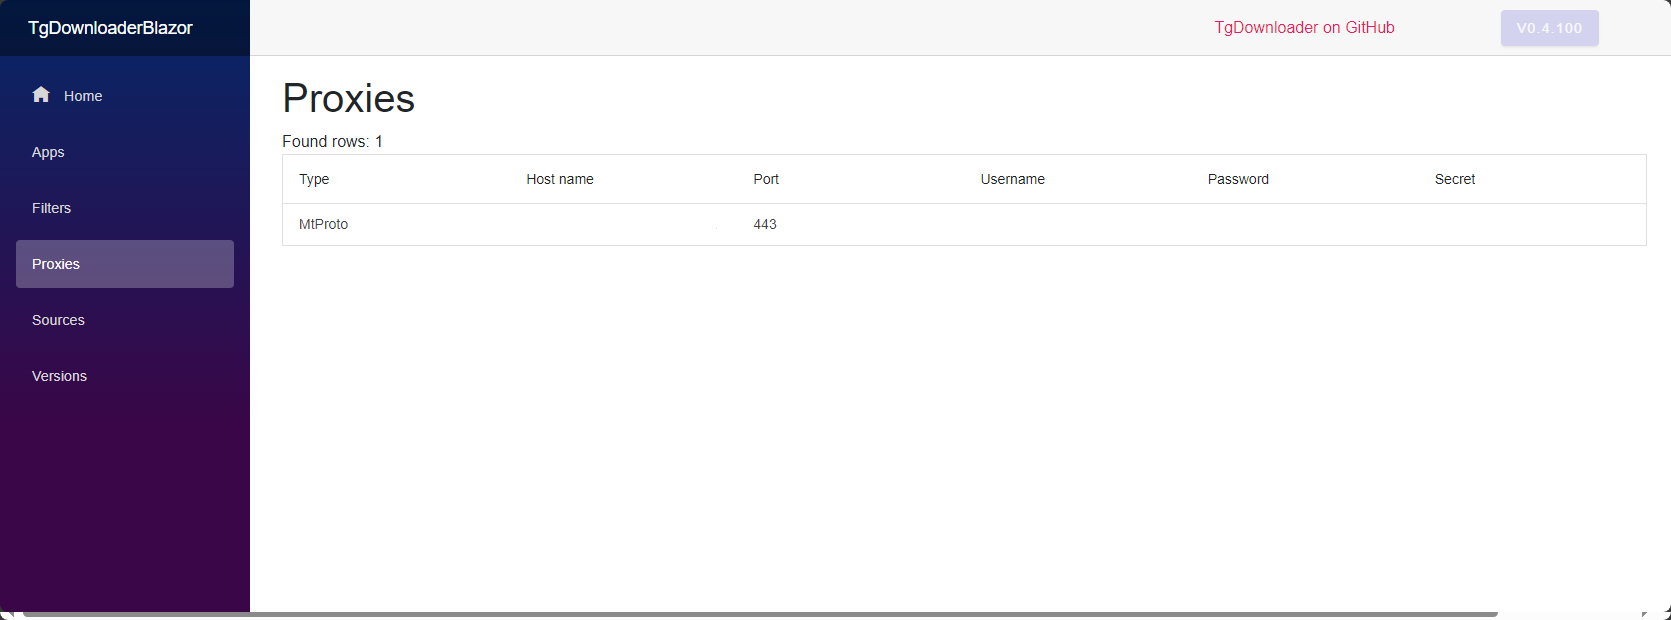 TgDownloaderBlazor
TgDownloader on GitHub
V0.4.100
Home
Apps
Filters
Proxies
Sources
Versions
Proxies
Found rows: 1
Type Host name Port Username Password Secret
MtProto 443